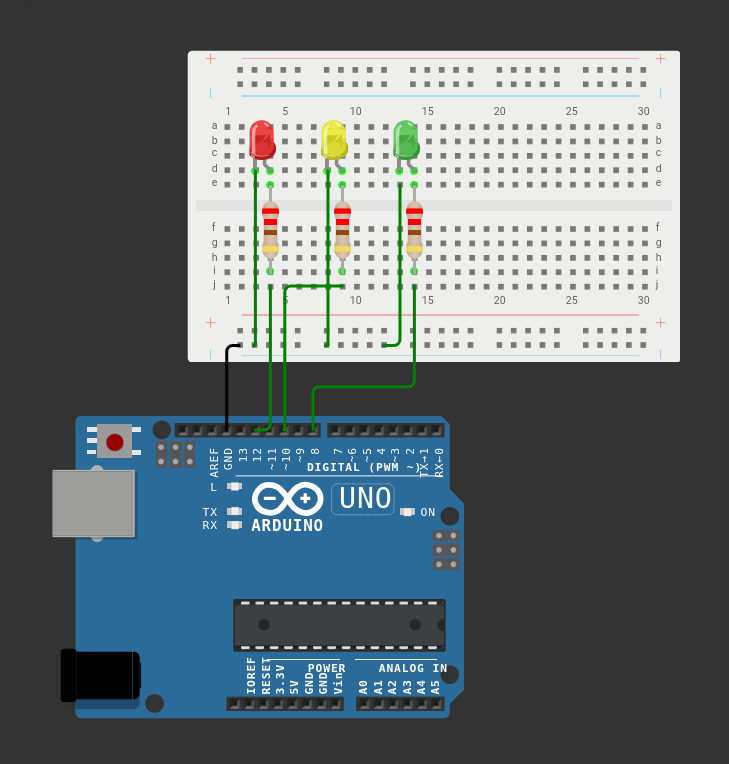 + +
1 5 10 15 20 25 30
a a
b b
c c
d d
e e
f f
g g
h h
i i
j j
1 5 10 15 20 25 30
+ +
AREF GND 13 12 ~11 ~10 ~9 8 7 ~6 ~5 4 ~3 2 TX→1 RX←0
DIGITAL (PWM ~)
L
UNO
TX ON
RX ARDUINO
IOREF RESET 3.3V 5V GND GND Vin A0 A1 A2 A3 A4 A5
POWER ANALOG IN